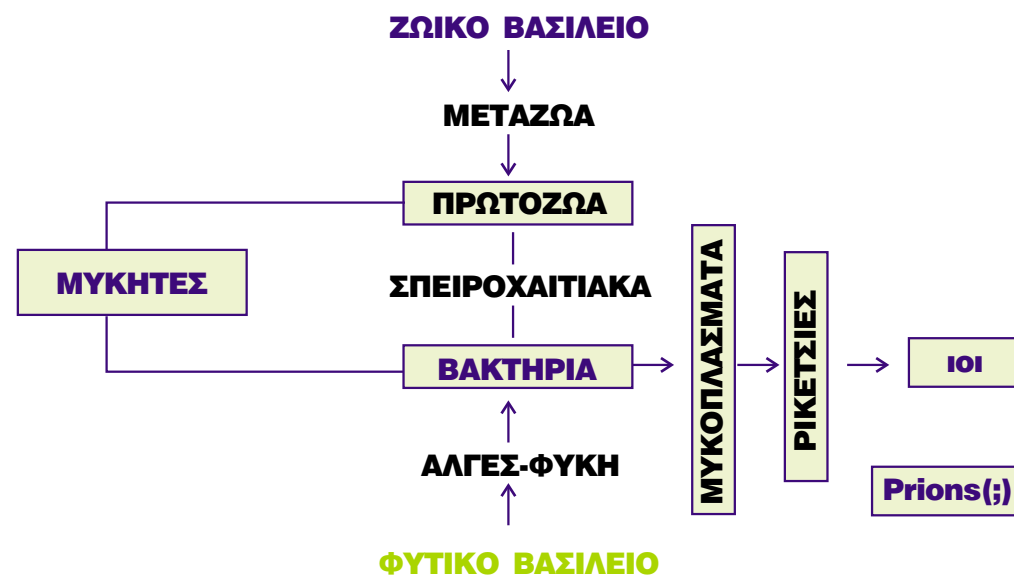 ΖΩΙΚΟ ΒΑΣΙΛΕΙΟ
ΜΕΤΑΖΩΑ
ΠΡΩΤΟΖΩΑ
ΜΥΚΗΤΕΣ
ΣΠΕΙΡΟΧΑΙΤΙΑΚΑ
ΒΑΚΤΗΡΙΑ
ΜΥΚΟΠΛΑΣΜΑΤΑ
ΡΙΚΕΤΣΙΕΣ
ΙΟΙ
ΑΛΓΕΣ-ΦΥΚΗ
Prions(;)
ΦΥΤΙΚΟ ΒΑΣΙΛΕΙΟ